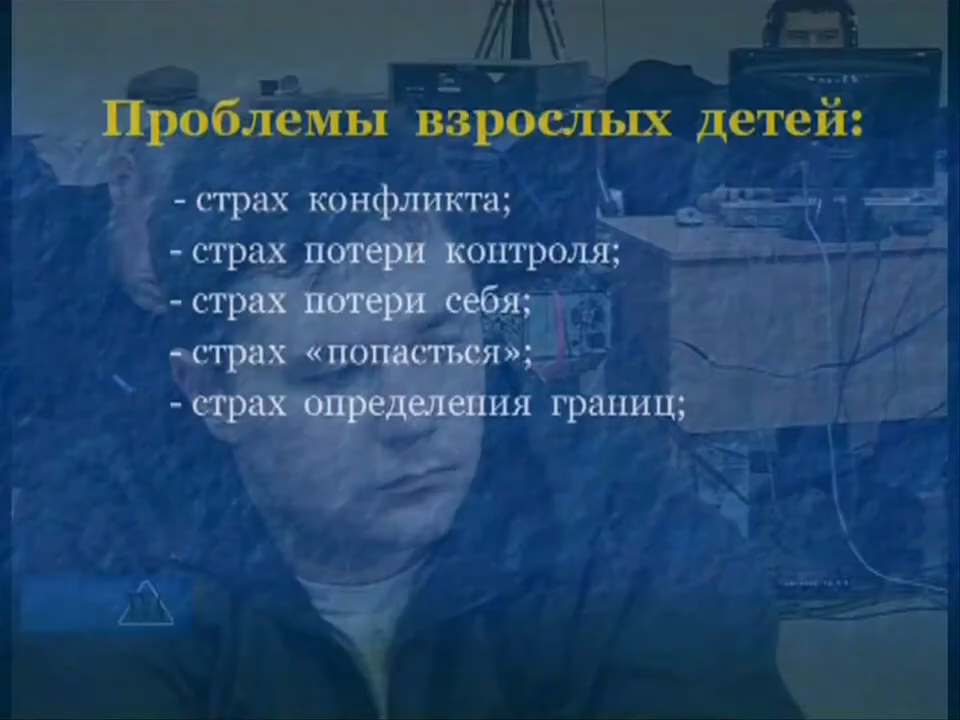 Проблемы взрослых детей:
- страх конфликта;
- страх потери контроля;
- страх потери себя;
- страх «попасться»;
- страх определения границ;